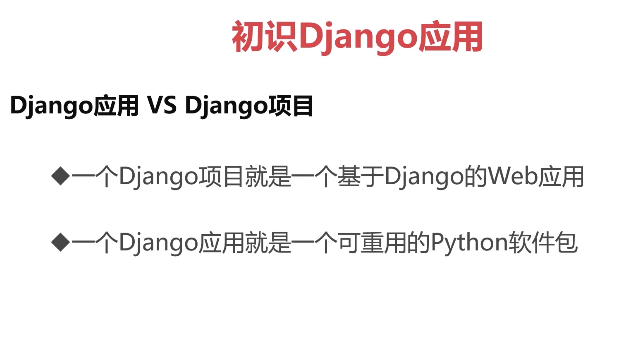 初识Django应用
Django应用 VS Django项目
◆一个Django项目就是一个基于Django的Web应用
◆一个Django应用就是一个可重用的Python软件包